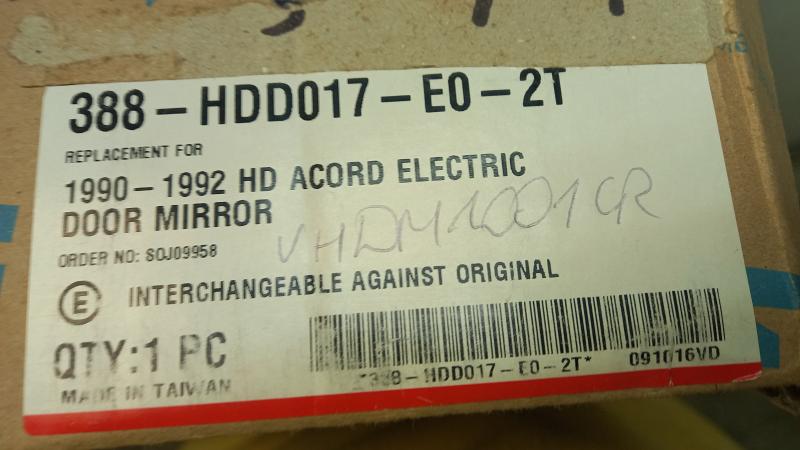 388-HDD017-E0-2T
REPLACEMENT FOR
1990-1992 HD ACORD ELECTRIC
DOOR MIRROR
VHDM1001CR
ORDER NO: SOJ09958
E INTERCHANGEABLE AGAINST ORIGINAL
QTY:1 PC
MADE IN TAIWAN
*388-HDD017-E0-2T* 091016VD